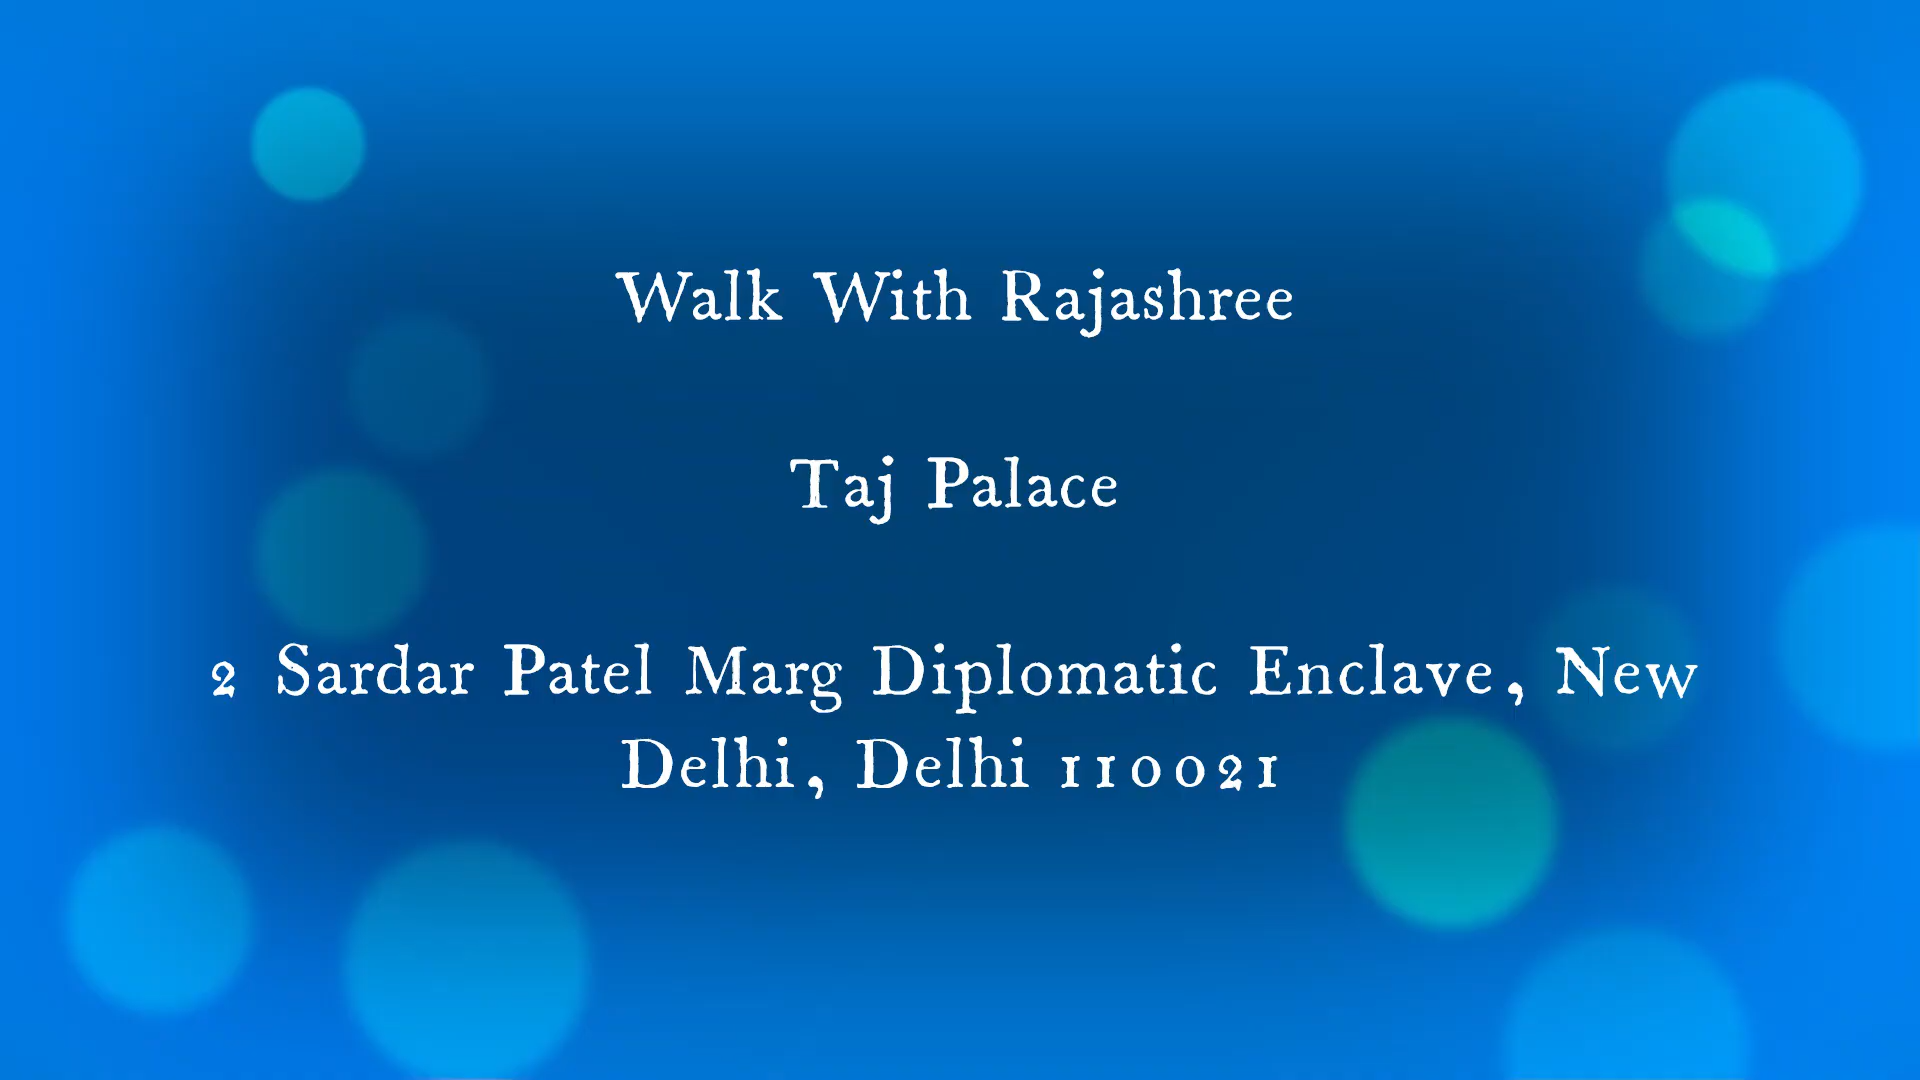 Walk With Rajashree
Taj Palace
2 Sardar Patel Marg Diplomatic Enclave, New
Delhi, Delhi 110021